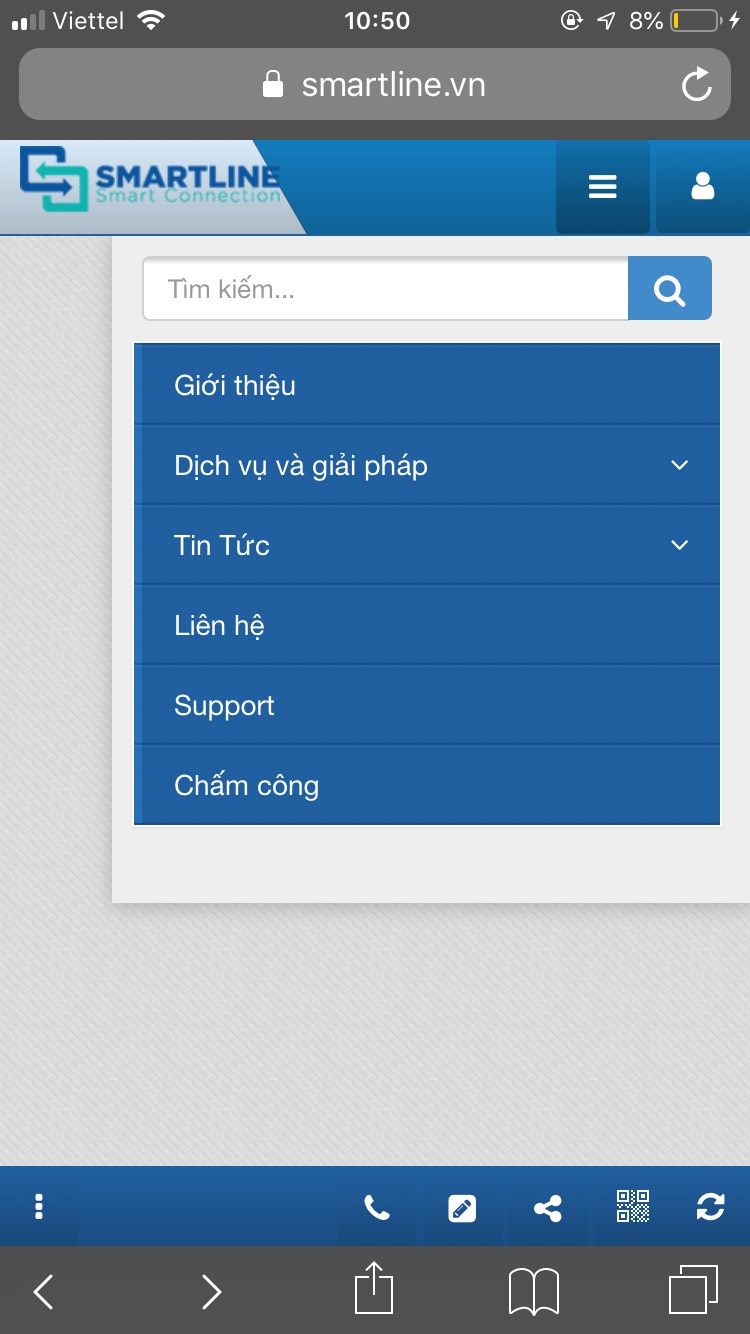 Viettel 10:50 8%
smartline.vn
SMARTLINE
Smart Connection
Tìm kiếm...
Giới thiệu
Dịch vụ và giải pháp
Tin Tức
Liên hệ
Support
Chấm công